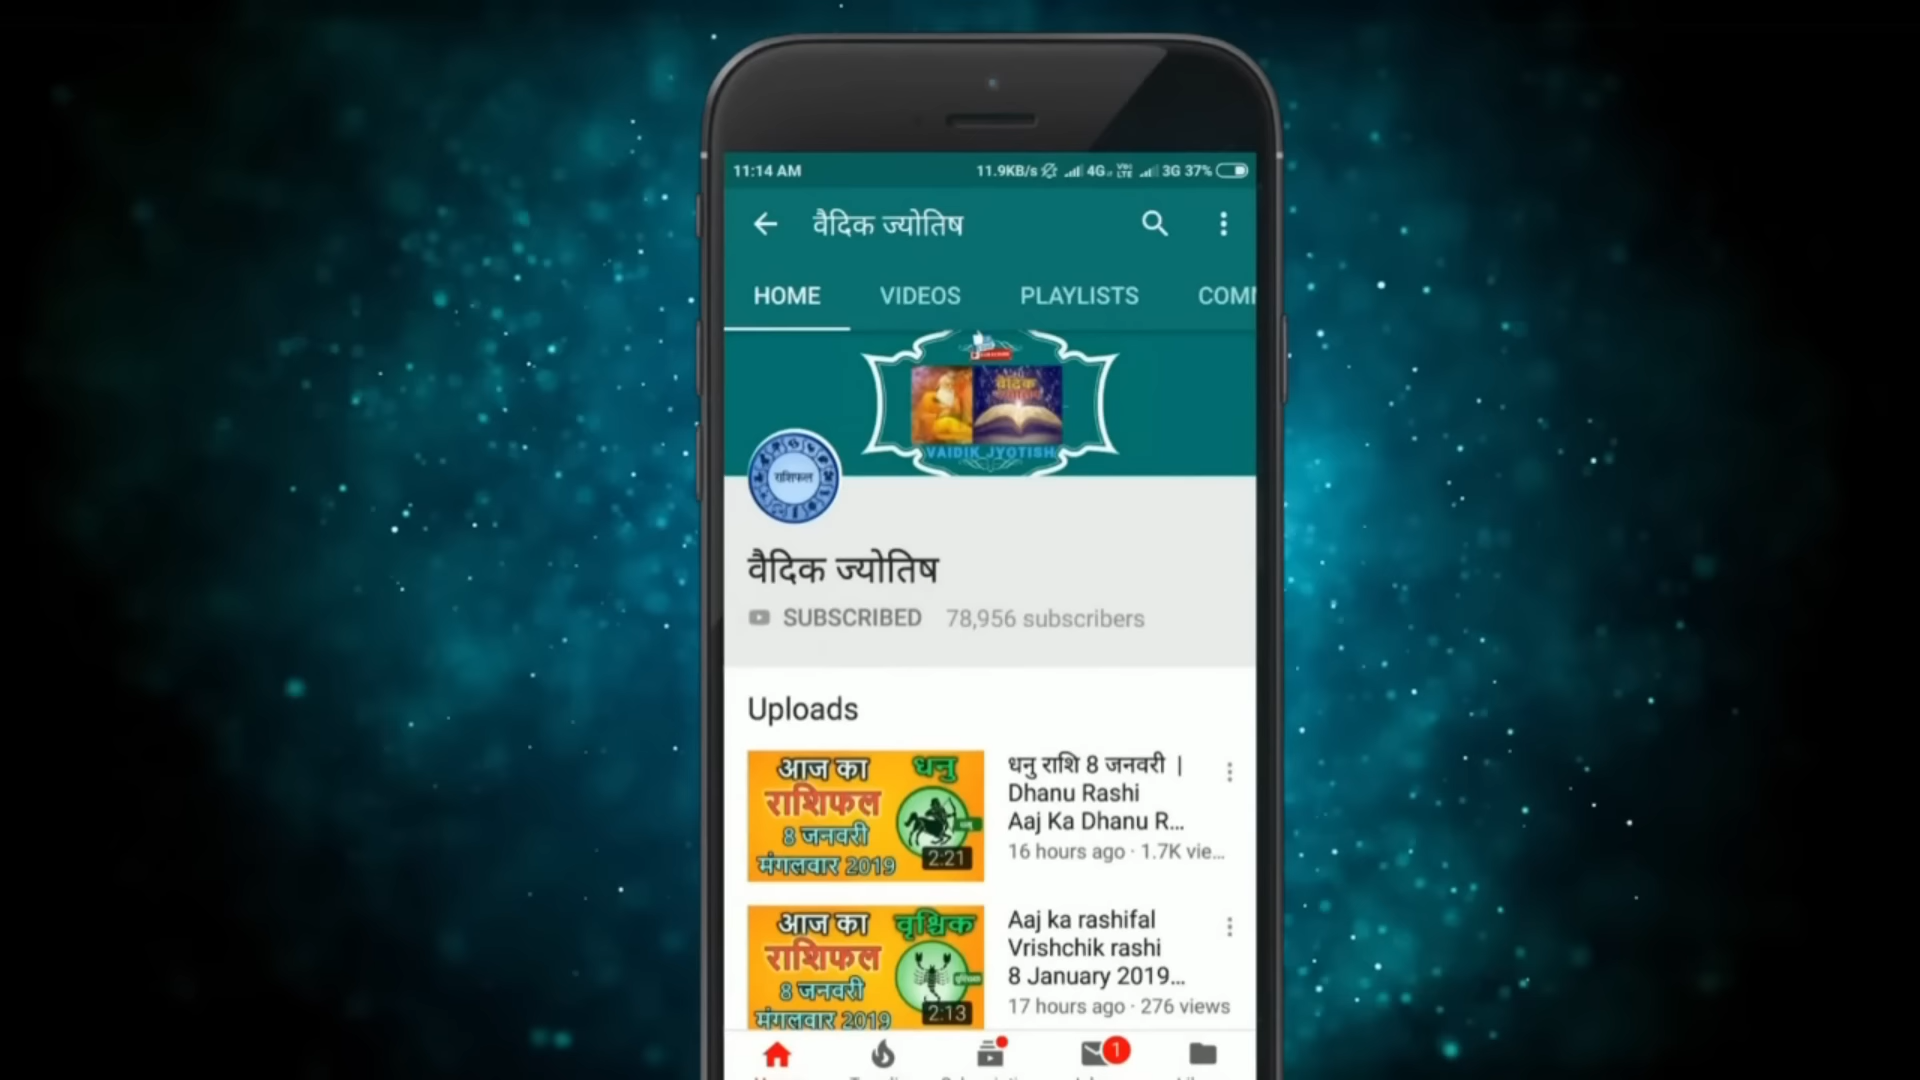 11:14 AM 11.9KB/s 4G VoLTE 3G 37%
वैदिक ज्योतिष
HOME VIDEOS PLAYLISTS COMM
वैदिक
VAIDIK JYOTISH
राशिफल
वैदिक ज्योतिष
SUBSCRIBED 78,956 subscribers
Uploads
आज का धनु
राशिफल
8 जनवरी
मंगलवार 2019
2:21
धनु राशि 8 जनवरी |
Dhanu Rashi
Aaj Ka Dhanu R...
16 hours ago · 1.7K vie...
आज का वृश्चिक
राशिफल
8 जनवरी
मंगलवार 2019
2:13
Aaj ka rashifal
Vrishchik rashi
8 January 2019...
17 hours ago · 276 views
1